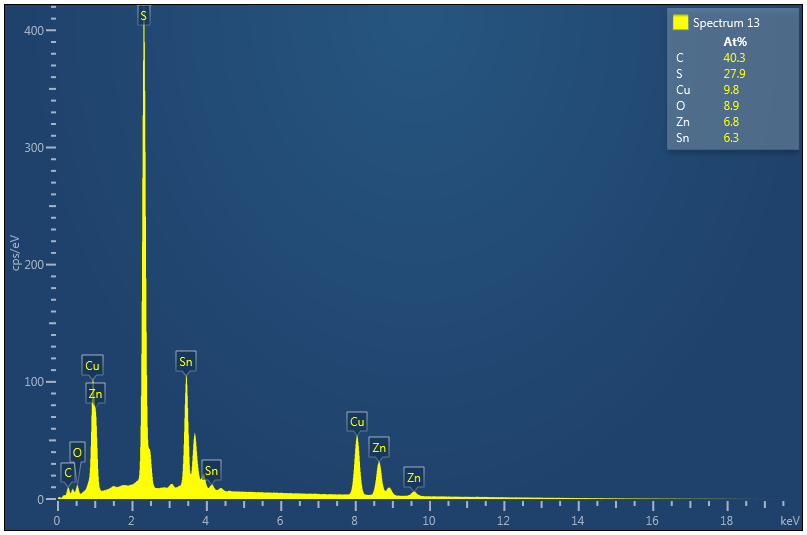 S
400
Spectrum 13
At%
C 40.3
S 27.9
Cu 9.8
O 8.9
Zn 6.8
Sn 6.3
300
cps/eV
200
Cu
Sn
100
Zn
Cu
O
Zn
C
Sn
Zn
0
0 2 4 6 8 10 12 14 16 18 keV